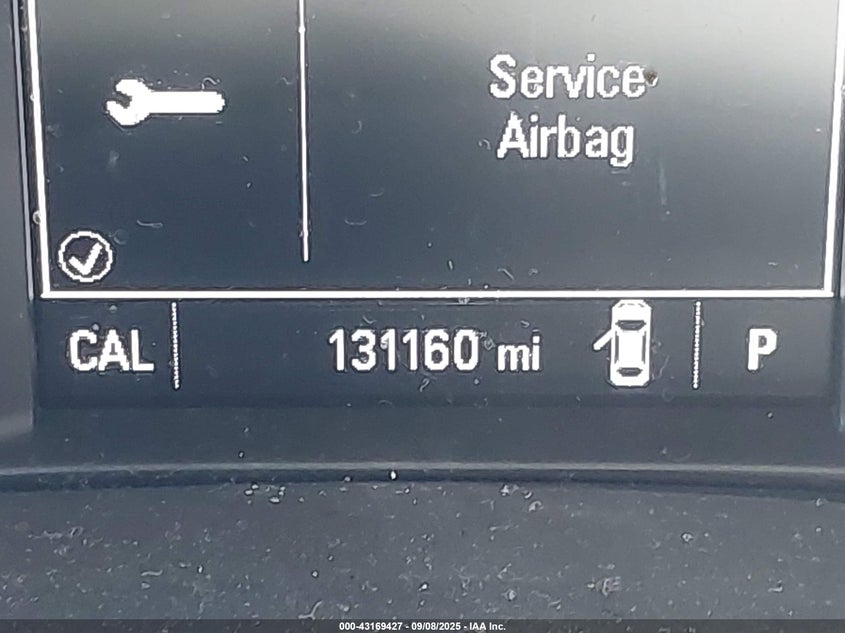 Service
Airbag
CAL 131160 mi P
000-43169427 - 09/08/2025 - IAA Inc.